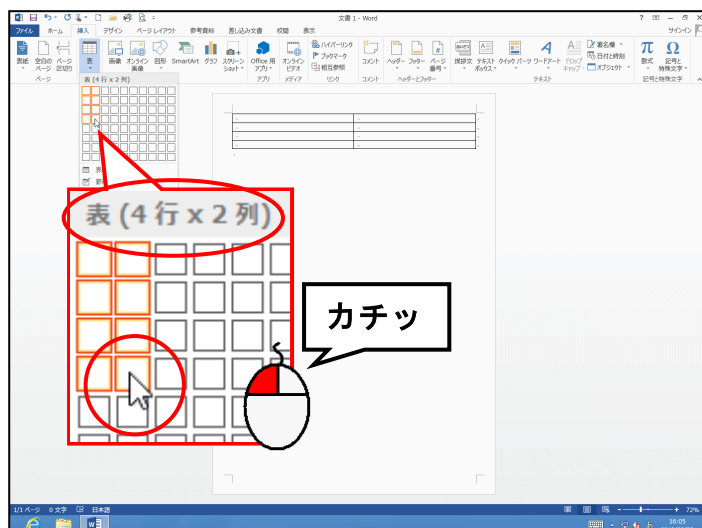 文書 1 - Word
サインイン
ファイル ホーム 挿入 デザイン ページ レイアウト 参考資料 差し込み文書 校閲 表示
表紙 空白のページ ページ区切り
表
画像 オンライン画像 図形 SmartArt グラフ スクリーンショット
Office 用アプリ
オンラインビデオ
ハイパーリンク
ブックマーク
相互参照
コメント
ヘッダー フッター ページ番号
挨拶文 テキストボックス クイック パーツ ワードアート ドロップキャップ
署名欄
日付と時刻
オブジェクト
数式 記号と特殊文字
ページ
アプリ メディア リンク コメント ヘッダーとフッター テキスト 記号と特殊文字
表 (4 行 x 2 列)
表 (4 行 x 2 列)
カチッ
1/1 ページ 0 文字 日本語
72%
あ
16:05